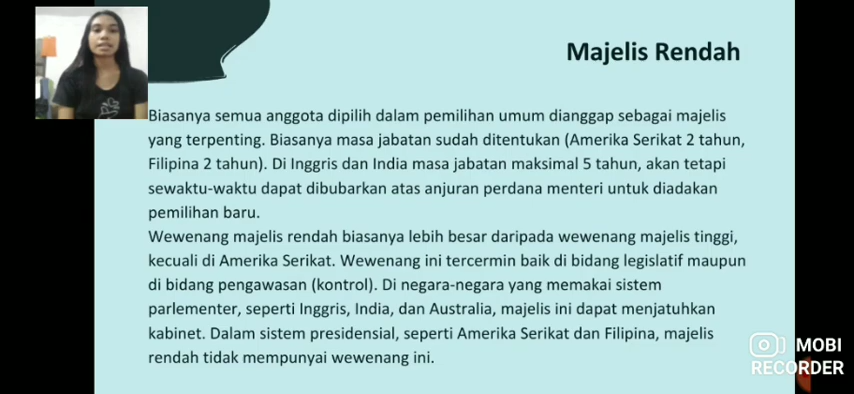 Majelis Rendah
Biasanya semua anggota dipilih dalam pemilihan umum dianggap sebagai majelis
yang terpenting. Biasanya masa jabatan sudah ditentukan (Amerika Serikat 2 tahun,
Filipina 2 tahun). Di Inggris dan India masa jabatan maksimal 5 tahun, akan tetapi
sewaktu-waktu dapat dibubarkan atas anjuran perdana menteri untuk diadakan
pemilihan baru.
Wewenang majelis rendah biasanya lebih besar daripada wewenang majelis tinggi,
kecuali di Amerika Serikat. Wewenang ini tercermin baik di bidang legislatif maupun
di bidang pengawasan (kontrol). Di negara-negara yang memakai sistem
parlementer, seperti Inggris, India, dan Australia, majelis ini dapat menjatuhkan
kabinet. Dalam sistem presidensial, seperti Amerika Serikat dan Filipina, majelis
rendah tidak mempunyai wewenang ini.
MOBI
RECORDER